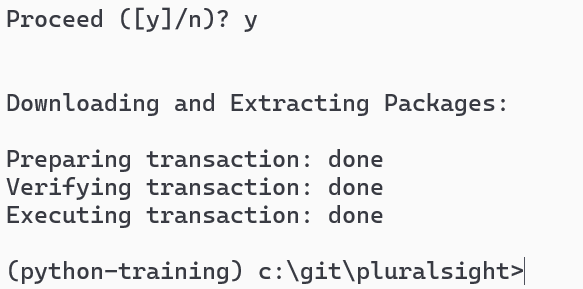 Proceed ([y]/n)? y
Downloading and Extracting Packages:
Preparing transaction: done
Verifying transaction: done
Executing transaction: done
(python-training) c:\git\pluralsight>